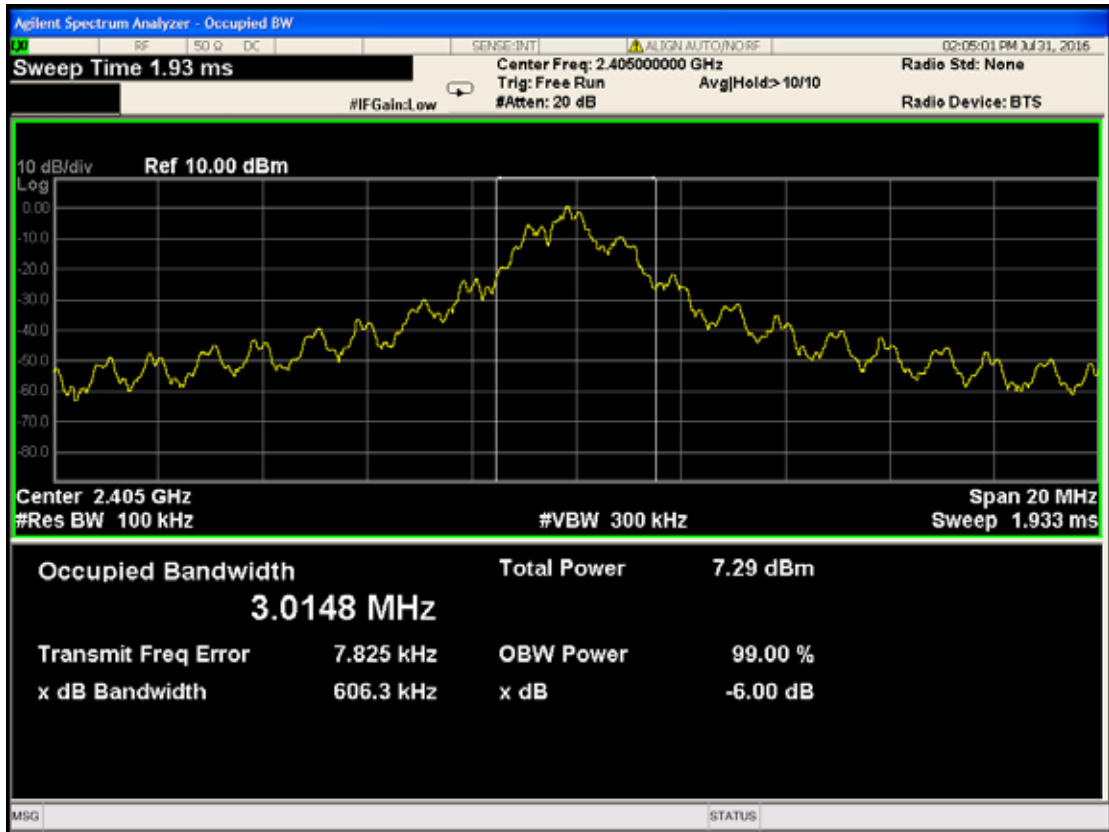 Agilent Spectrum Analyzer - Occupied BW
LXI RF 50 Ω DC SENSE:INT ALIGN AUTO/NO RF 02:05:01 PM Jul 31, 2016
Sweep Time 1.93 ms Center Freq: 2.405000000 GHz Radio Std: None
Trig: Free Run Avg|Hold:> 10/10
#IFGain:Low #Atten: 20 dB Radio Device: BTS
10 dB/div Ref 10.00 dBm
Log
0.00
-10.0
-20.0
-30.0
-40.0
-50.0
-60.0
-70.0
-80.0
Center 2.405 GHz Span 20 MHz
#Res BW 100 kHz #VBW 300 kHz Sweep 1.933 ms
Occupied Bandwidth Total Power 7.29 dBm
3.0148 MHz
Transmit Freq Error 7.825 kHz OBW Power 99.00 %
x dB Bandwidth 606.3 kHz x dB -6.00 dB
MSG STATUS